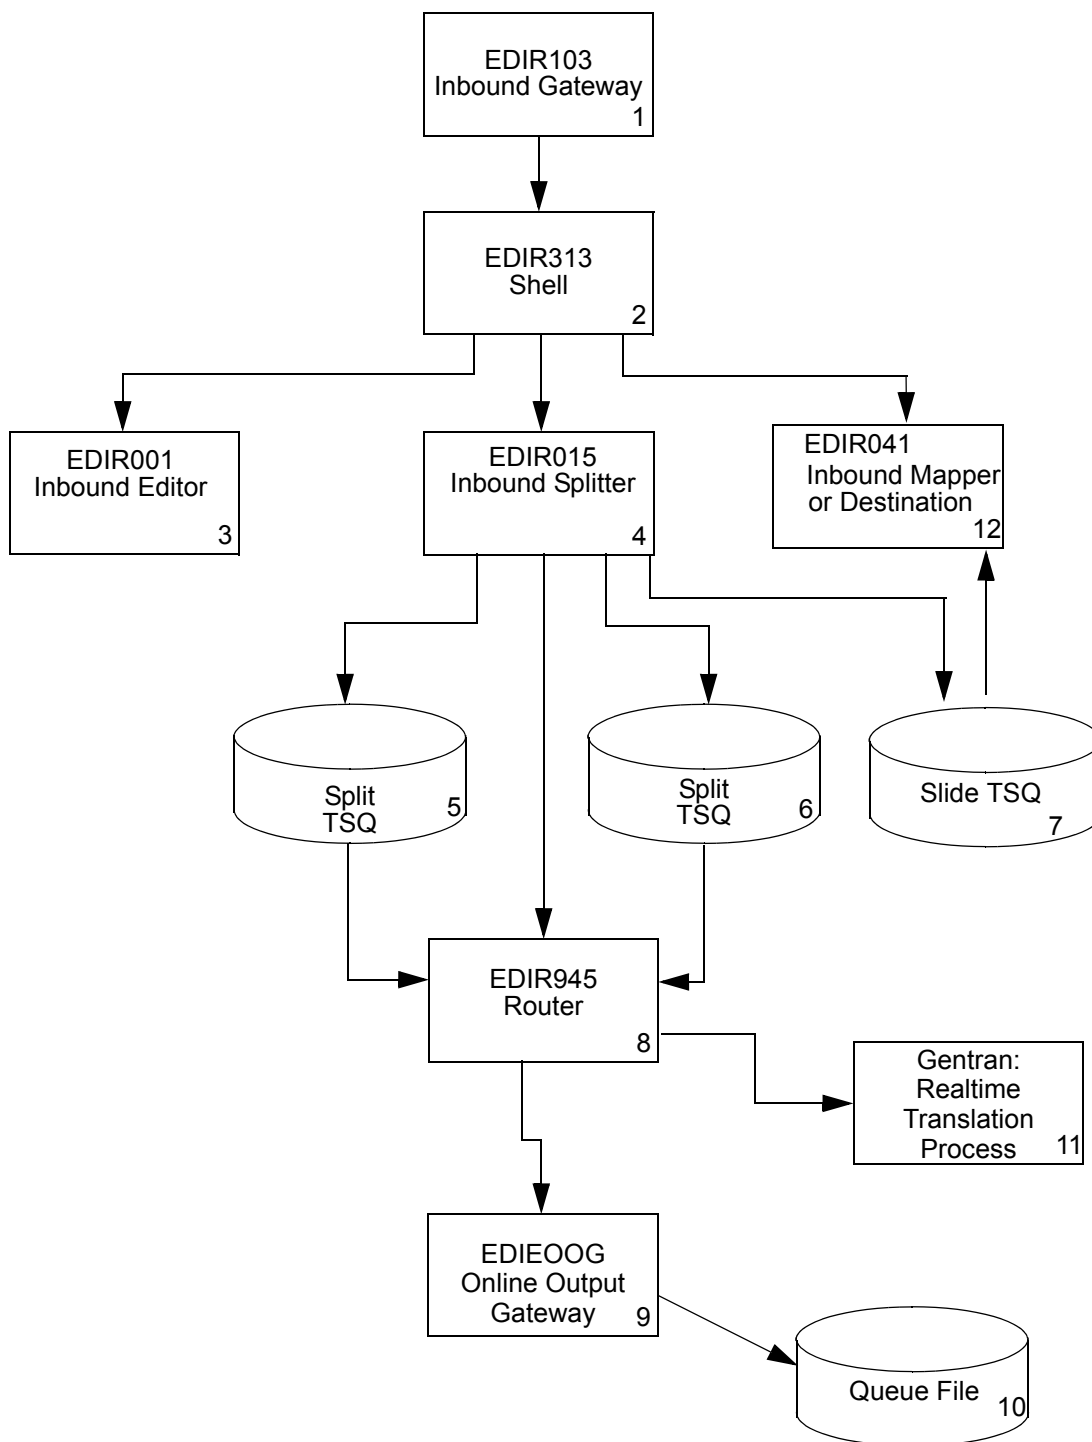 EDIR103
Inbound Gateway
1
EDIR313
Shell
2
EDIR001
Inbound Editor
3
EDIR015
Inbound Splitter
4
EDIR041
Inbound Mapper
or Destination
12
Split
TSQ
5
Split
TSQ
6
Slide TSQ
7
EDIR945
Router
8
Gentran:
Realtime
Translation
Process
11
EDIEOOG
Online Output
Gateway
9
Queue File
10